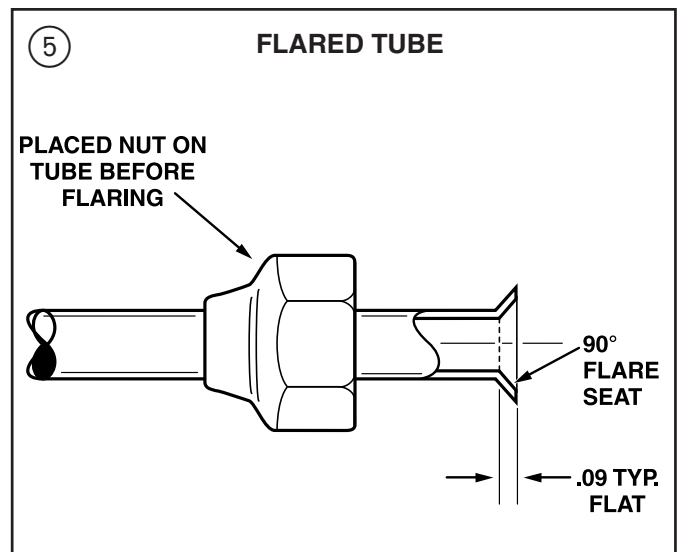 5
FLARED TUBE
PLACED NUT ON
TUBE BEFORE
FLARING
90°
FLARE
SEAT
.09 TYP.
FLAT